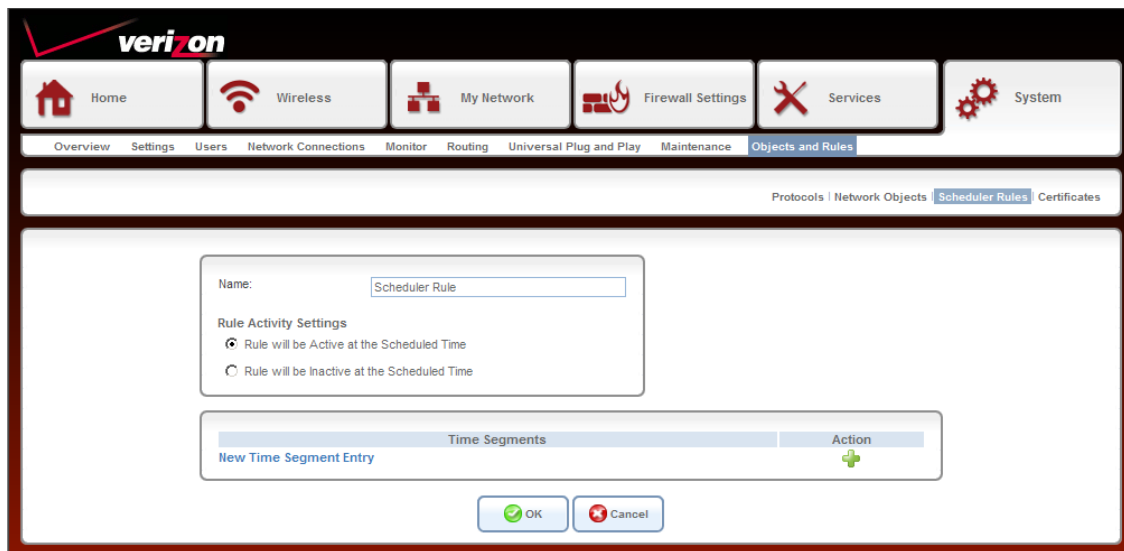 verizon
Home
Wireless
My Network
Firewall Settings
Services
System
Overview Settings Users Network Connections Monitor Routing Universal Plug and Play Maintenance Objects and Rules
Protocols | Network Objects | Scheduler Rules | Certificates
Name: Scheduler Rule
Rule Activity Settings
Rule will be Active at the Scheduled Time
Rule will be Inactive at the Scheduled Time
Time Segments Action
New Time Segment Entry
OK Cancel